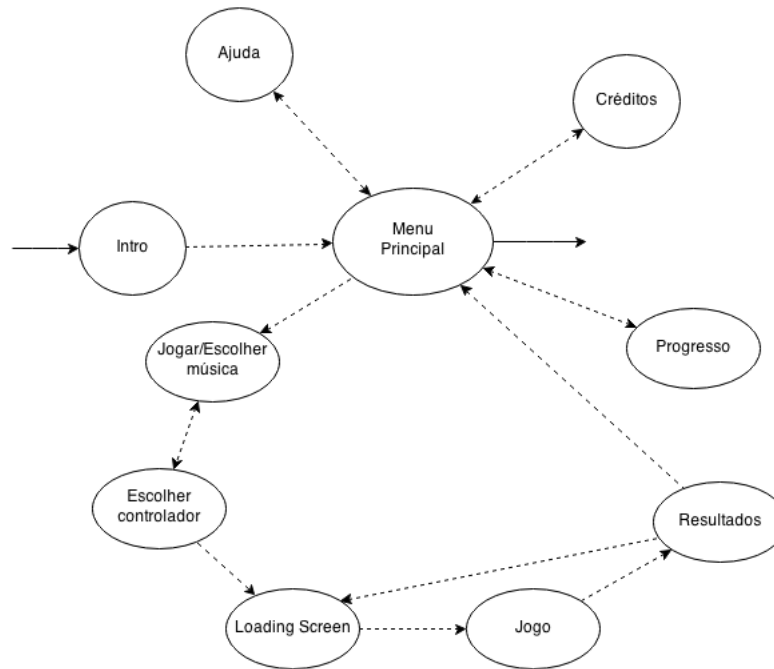 Ajuda
Créditos
Menu
Principal
Intro
Jogar/Escolher
música
Progresso
Escolher
controlador
Resultados
Loading Screen
Jogo